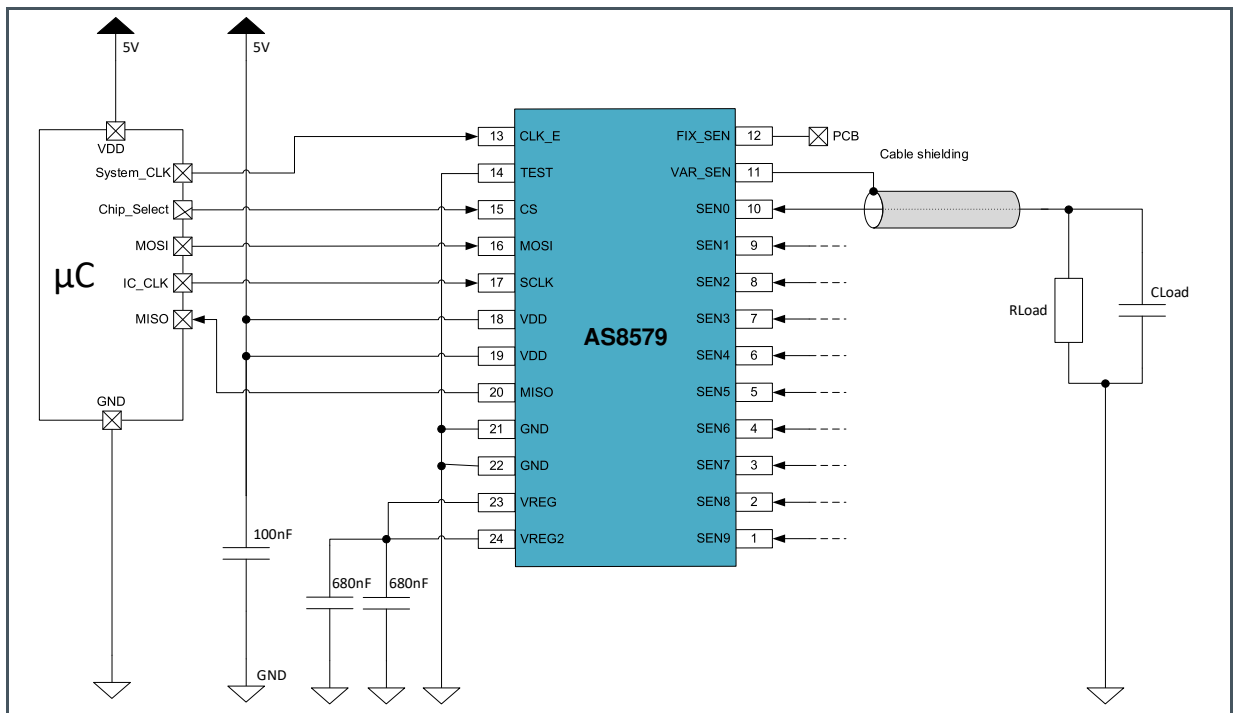 5V
5V
VDD
System_CLK
Chip_Select
MOSI
IC_CLK
MISO
GND
µC
13 CLK_E
14 TEST
15 CS
16 MOSI
17 SCLK
18 VDD
19 VDD
20 MISO
21 GND
22 GND
23 VREG
24 VREG2
AS8579
FIX_SEN 12
VAR_SEN 11
SEN0 10
SEN1 9
SEN2 8
SEN3 7
SEN4 6
SEN5 5
SEN6 4
SEN7 3
SEN8 2
SEN9 1
PCB
Cable shielding
RLoad
CLoad
100nF
680nF
680nF
GND